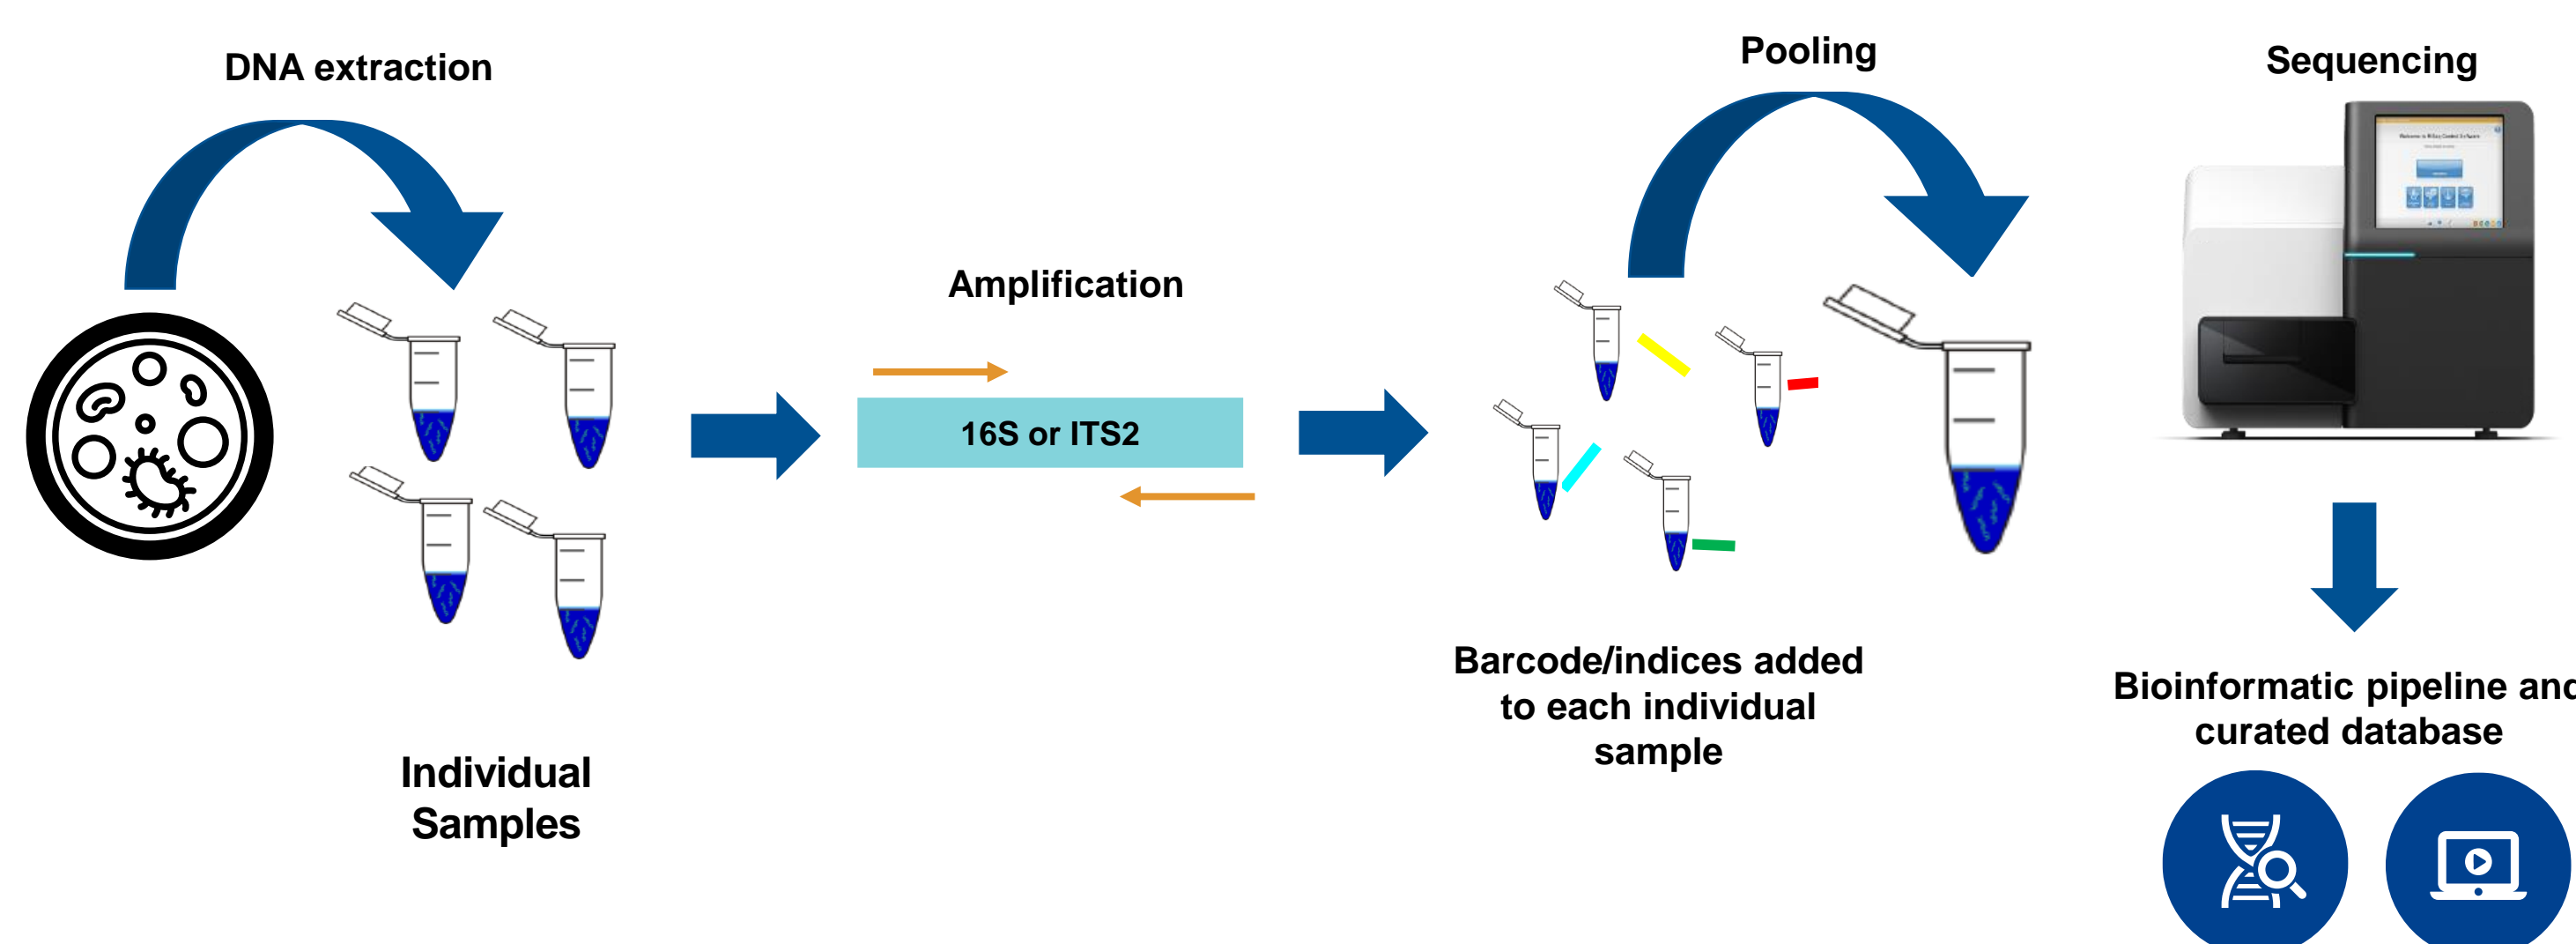 DNA extraction
Individual
Samples
Amplification
16S or ITS2
Pooling
Barcode/indices added
to each individual
sample
Sequencing
Bioinformatic pipeline and
curated database